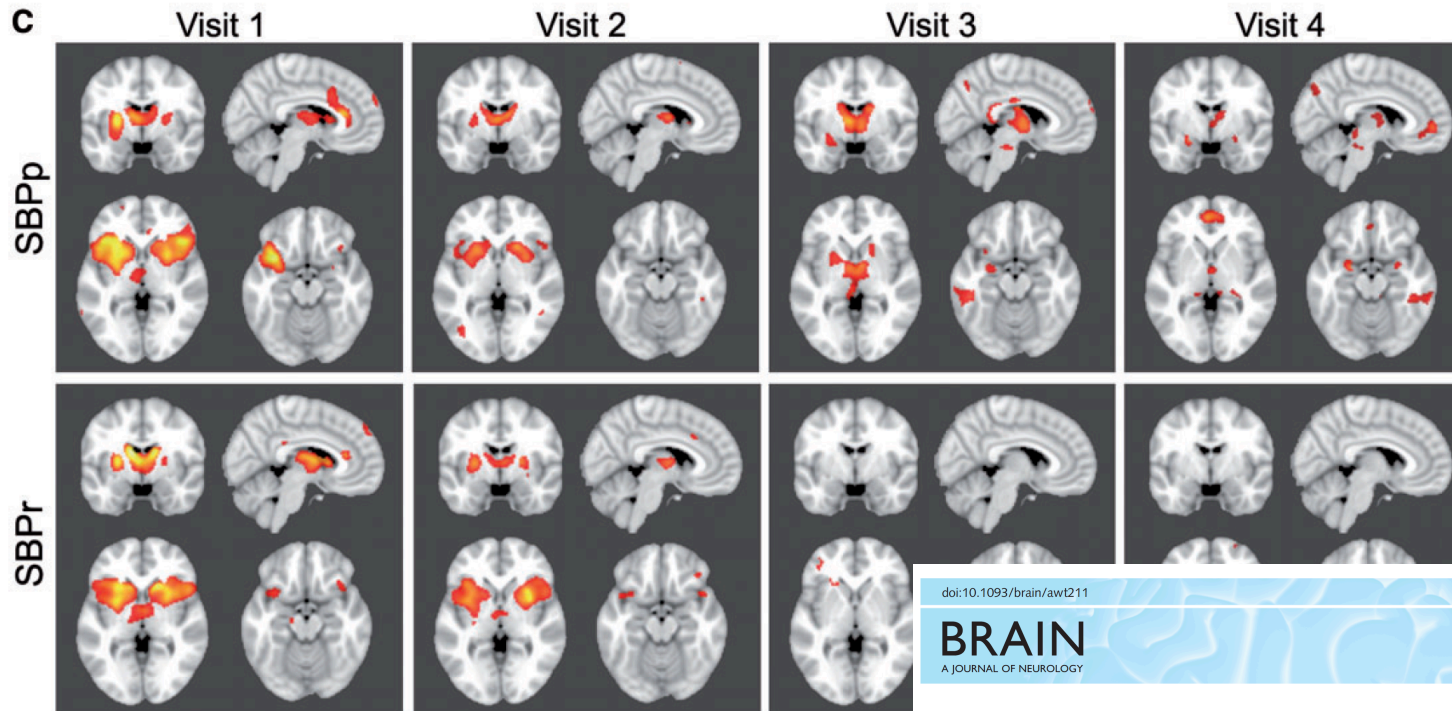 C
Visit 1 Visit 2 Visit 3 Visit 4
SBPp
SBPr
doi:10.1093/brain/awt211
BRAIN
A JOURNAL OF NEUROLOGY